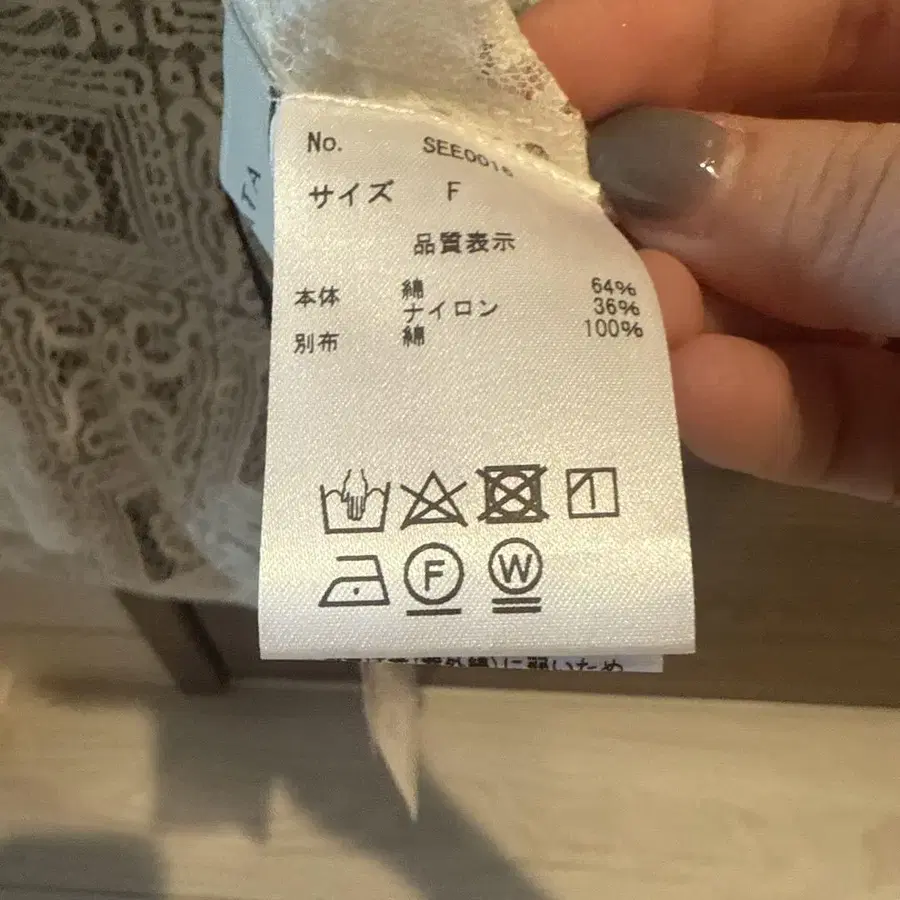 No. SEE0016
サイズ F
品質表示
本体 綿 64%
ナイロン 36%
別布 綿 100%
F W